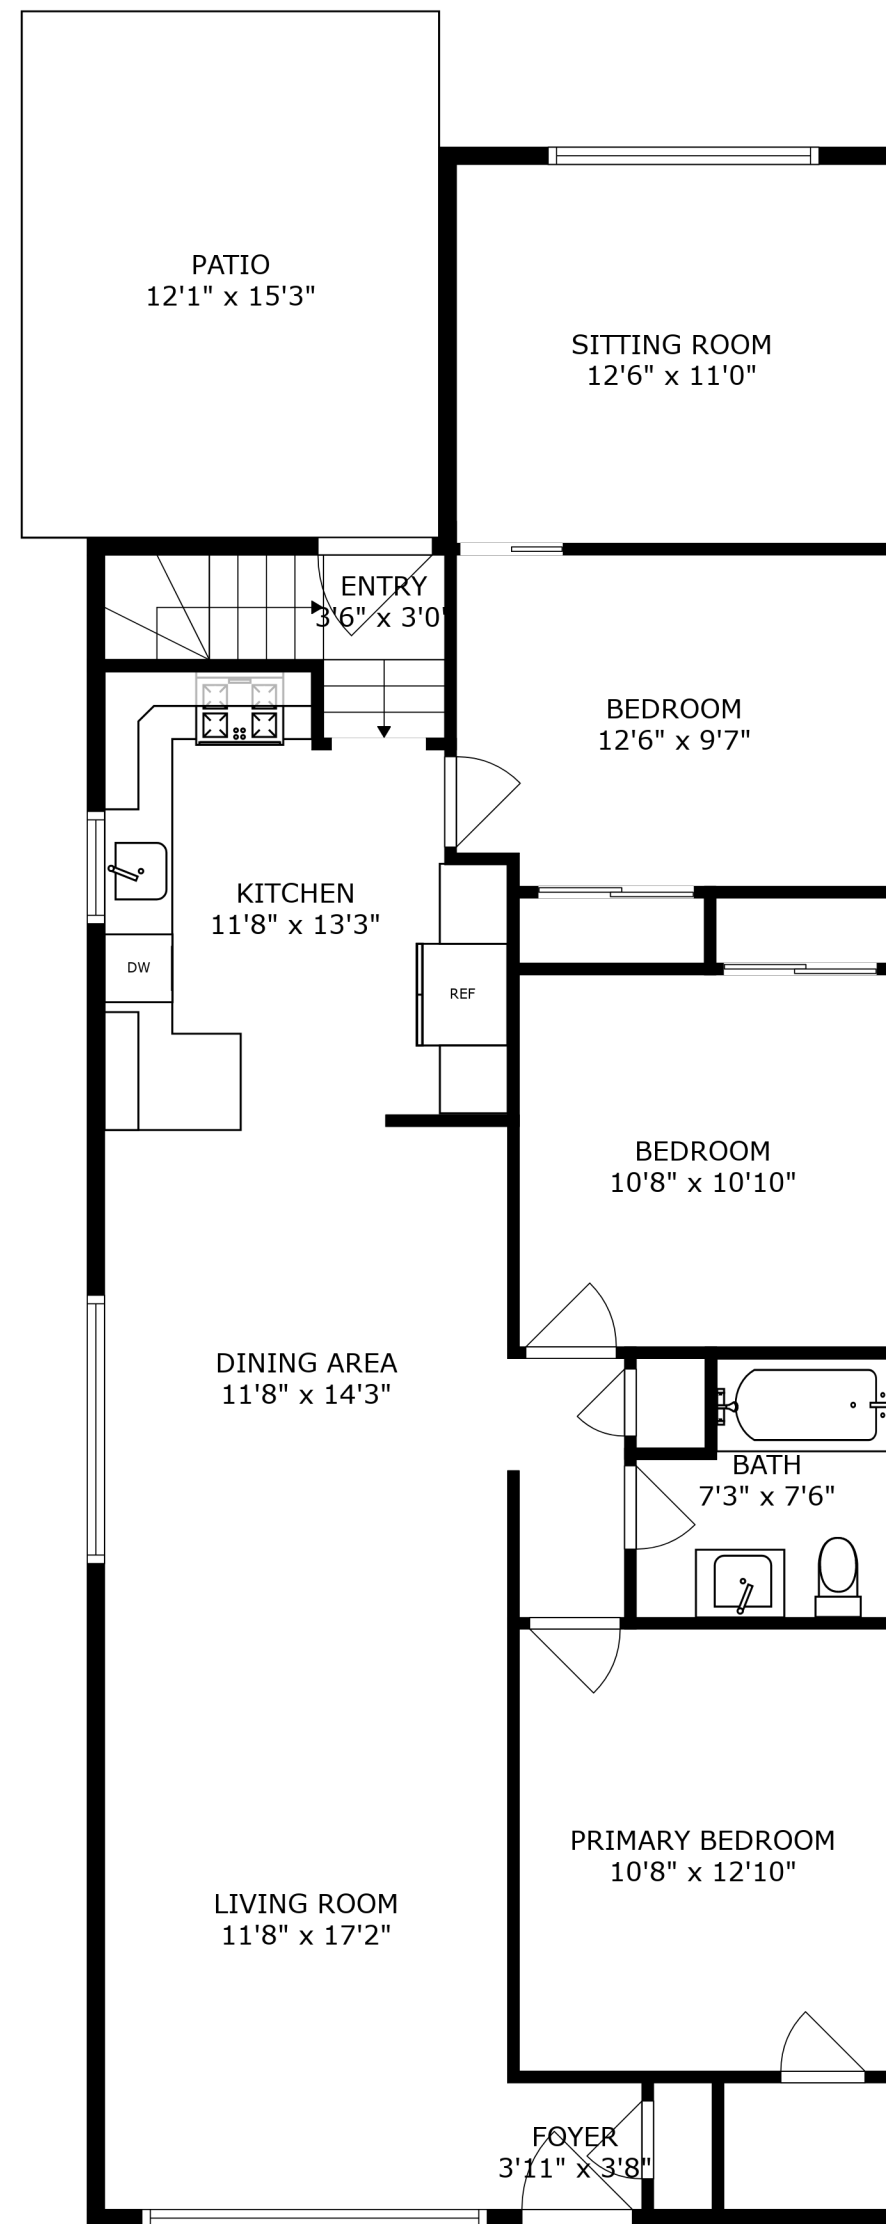 PATIO
12'1" x 15'3"
SITTING ROOM
12'6" x 11'0"
ENTRY
3'6" x 3'0"
BEDROOM
12'6" x 9'7"
KITCHEN
11'8" x 13'3"
DW
REF
BEDROOM
10'8" x 10'10"
DINING AREA
11'8" x 14'3"
BATH
7'3" x 7'6"
PRIMARY BEDROOM
10'8" x 12'10"
LIVING ROOM
11'8" x 17'2"
FOYER
3'11" x 3'8"